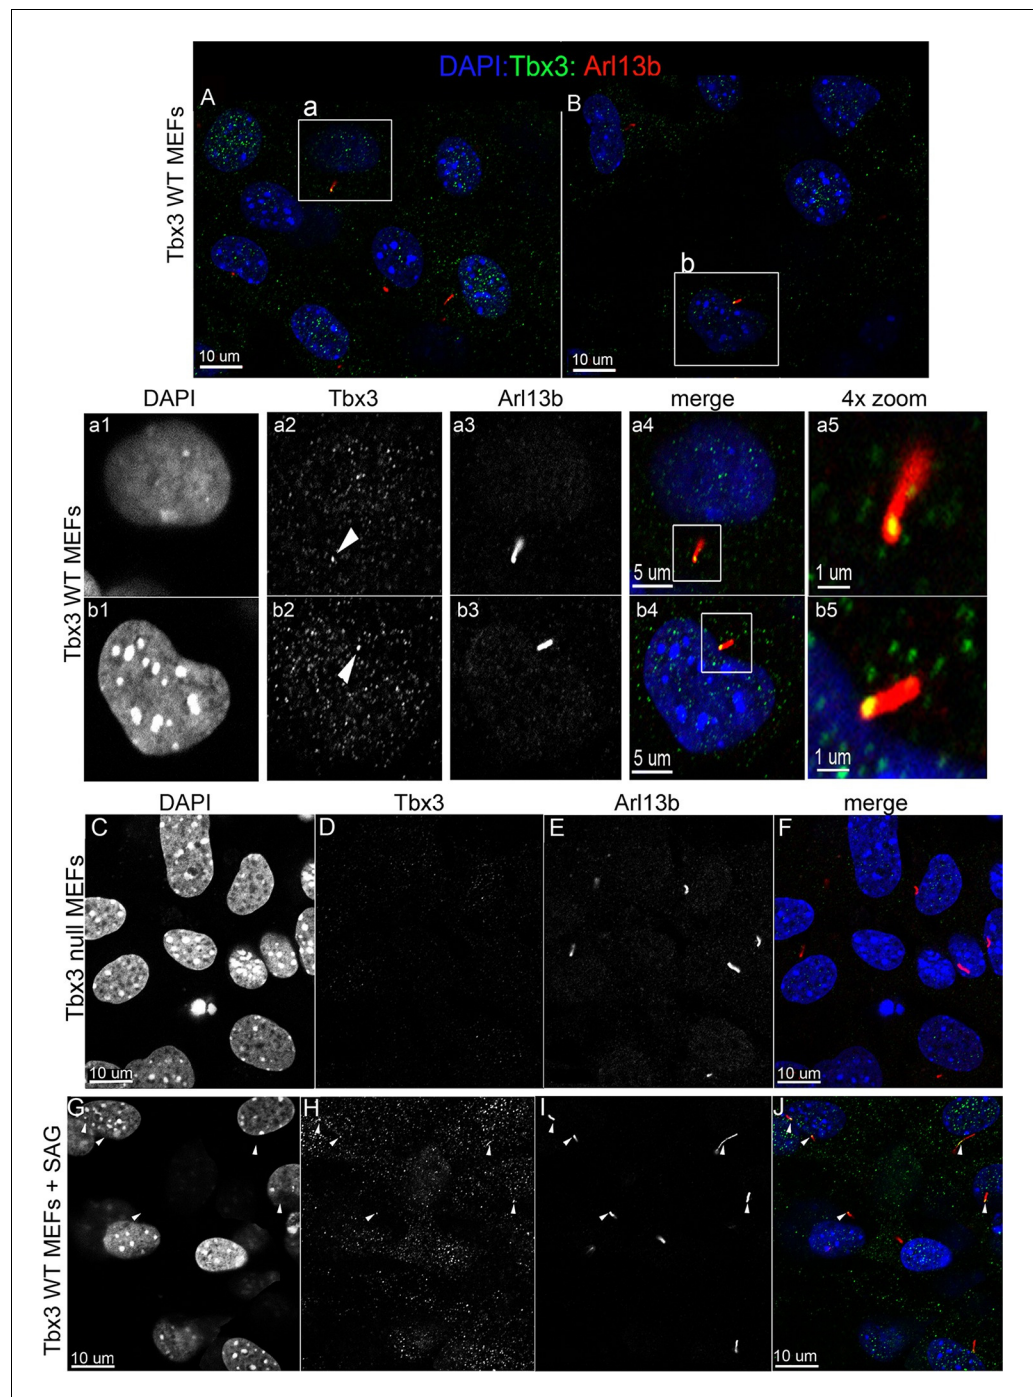 DAPI:Tbx3: Arl13b
Tbx3 WT MEFs
A
a
B
b
10 um
10 um
DAPI
Tbx3
Arl13b
merge
4x zoom
Tbx3 WT MEFs
a1
a2
a3
a4
a5
5 um
1 um
b1
b2
b3
b4
b5
5 um
1 um
DAPI
Tbx3
Arl13b
merge
Tbx3 null MEFs
C
D
E
F
10 um
10 um
Tbx3 WT MEFs + SAG
G
H
I
J
10 um
10 um